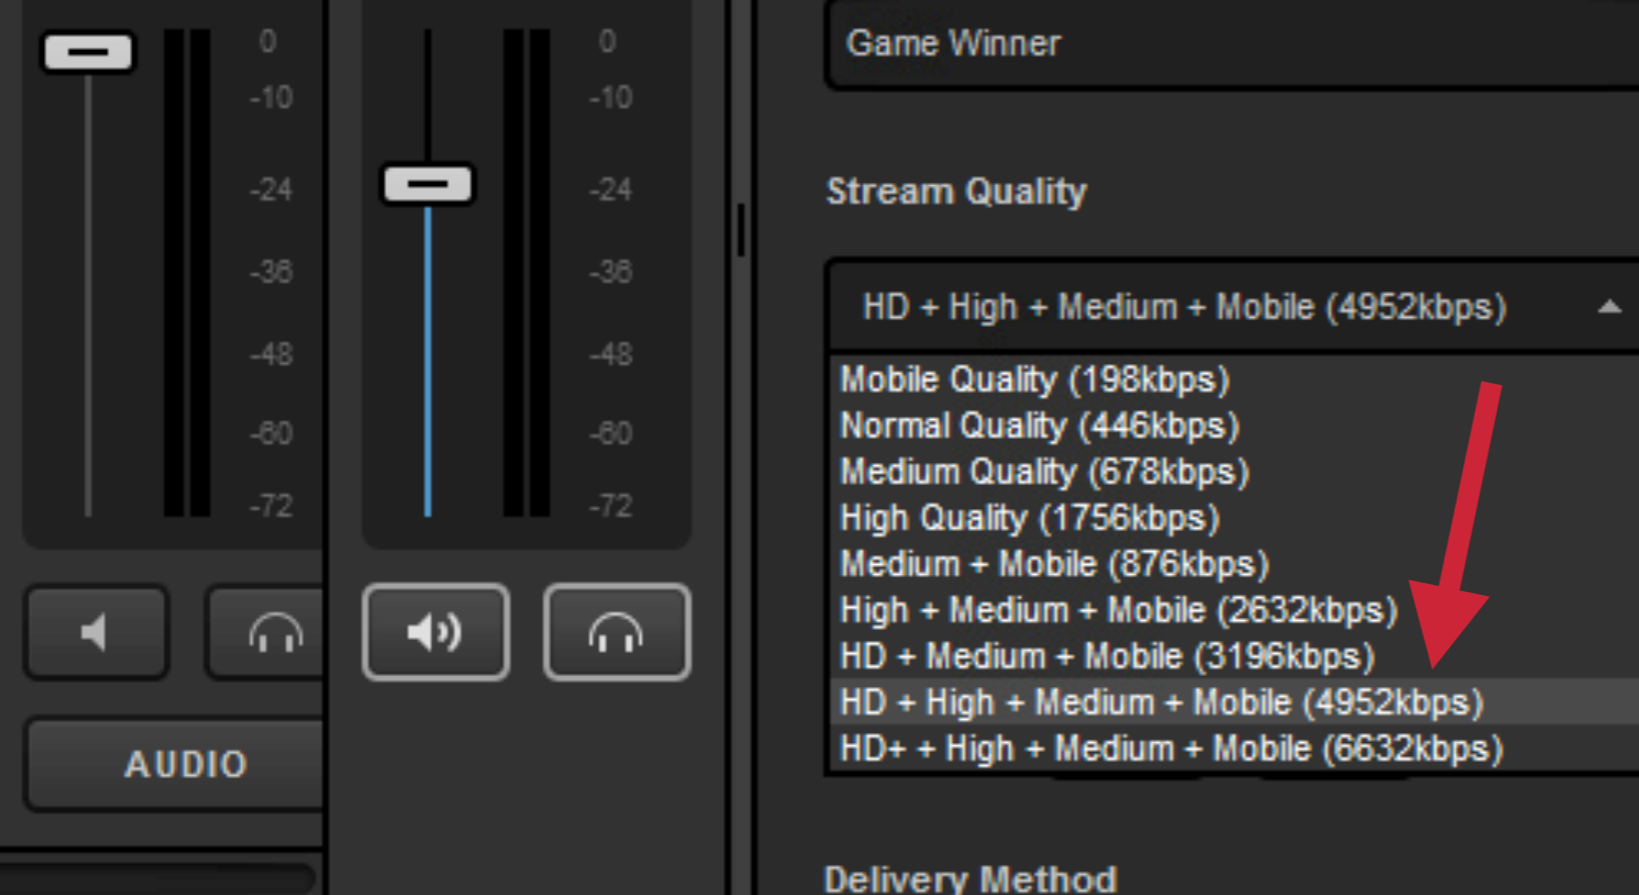 0
-10
-24
-36
-48
-60
-72
AUDIO
0
-10
-24
-36
-48
-60
-72
Game Winner
Stream Quality
HD + High + Medium + Mobile (4952kbps)
Mobile Quality (198kbps)
Normal Quality (446kbps)
Medium Quality (678kbps)
High Quality (1756kbps)
Medium + Mobile (876kbps)
High + Medium + Mobile (2632kbps)
HD + Medium + Mobile (3196kbps)
HD + High + Medium + Mobile (4952kbps)
HD+ + High + Medium + Mobile (6632kbps)
Delivery Method